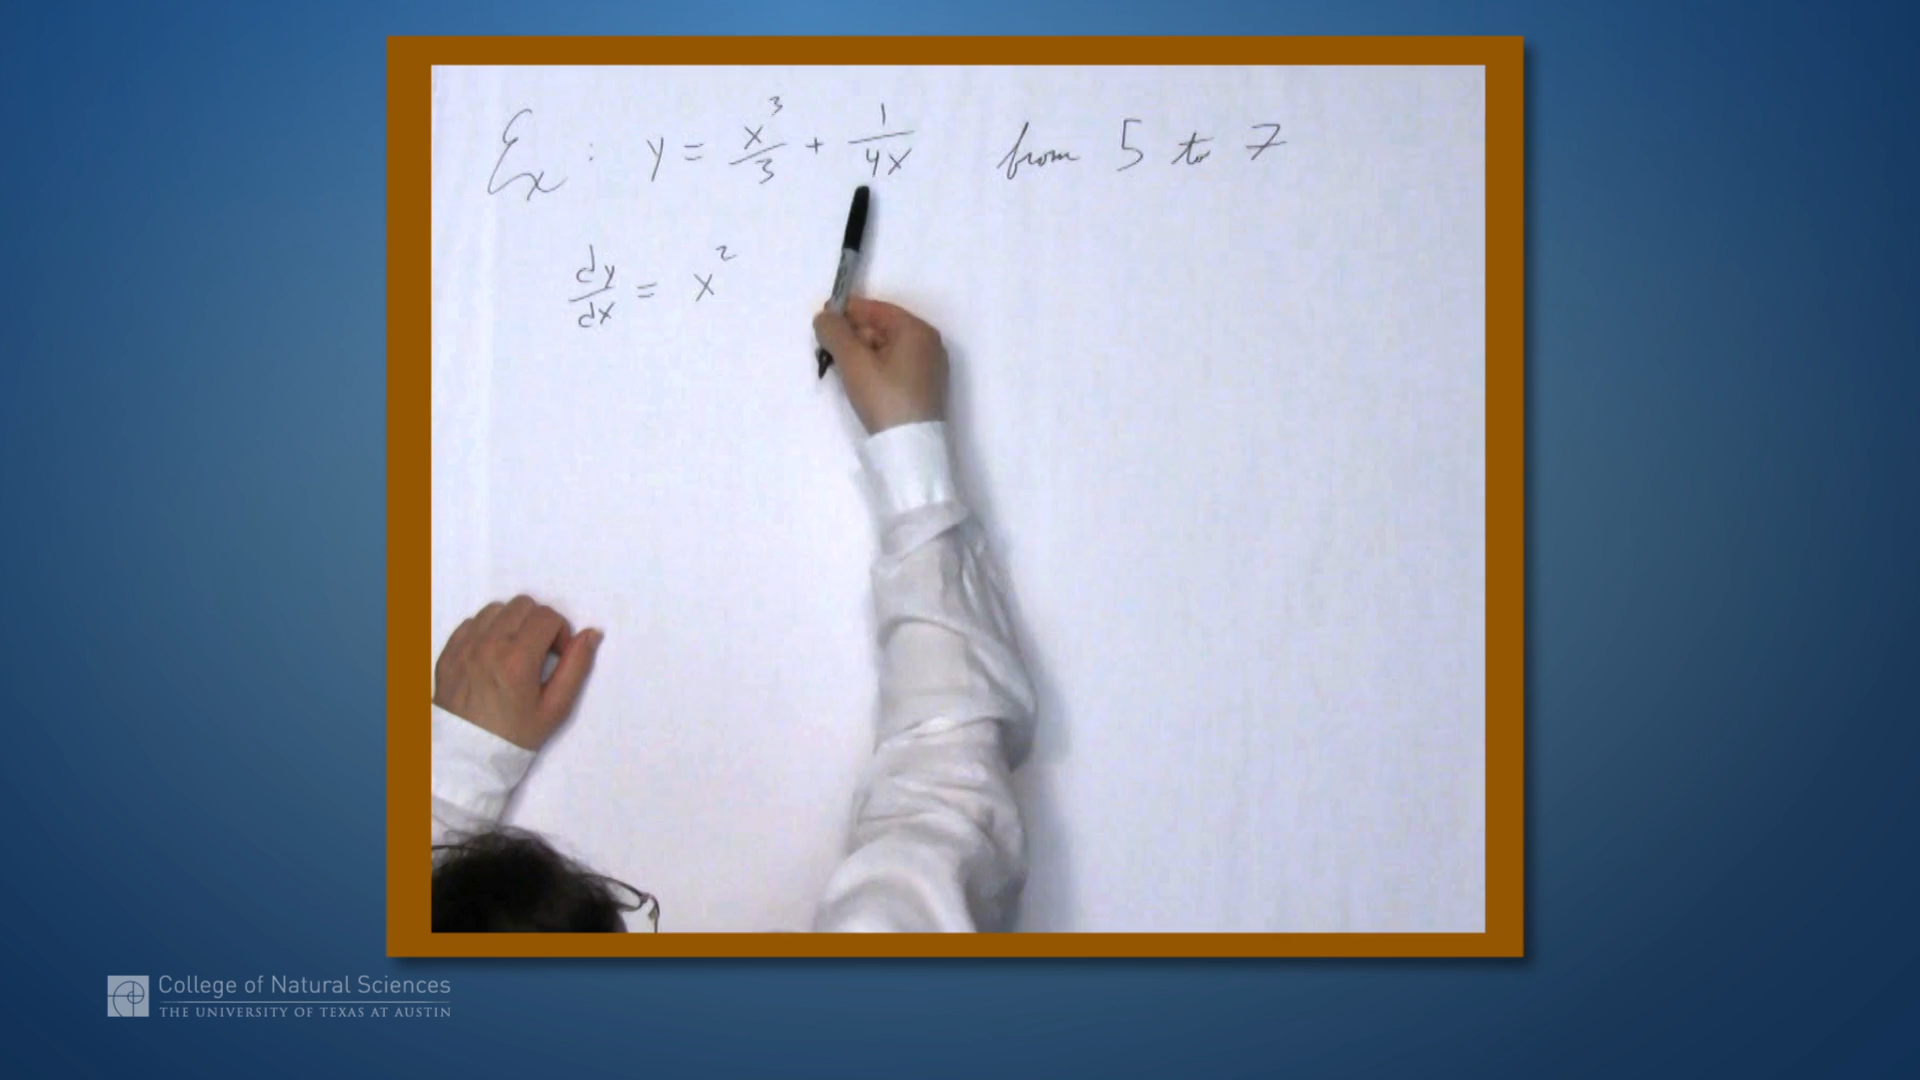 Ex : y = x³/3 + 1/4x from 5 to 7
dy/dx = x²
College of Natural Sciences
THE UNIVERSITY OF TEXAS AT AUSTIN